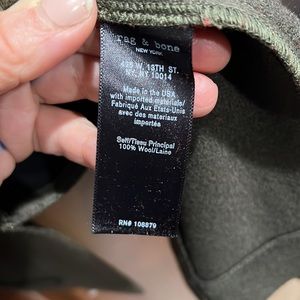 rag & bone
NEW YORK
425 W. 13TH ST.
NY, NY 10014
Made in the USA
with imported materials/
Fabriqué Aux Etats-Unis
avec des materiaux
importés
Self/Tissu Principal
100% Wool/Laine
RN# 108879